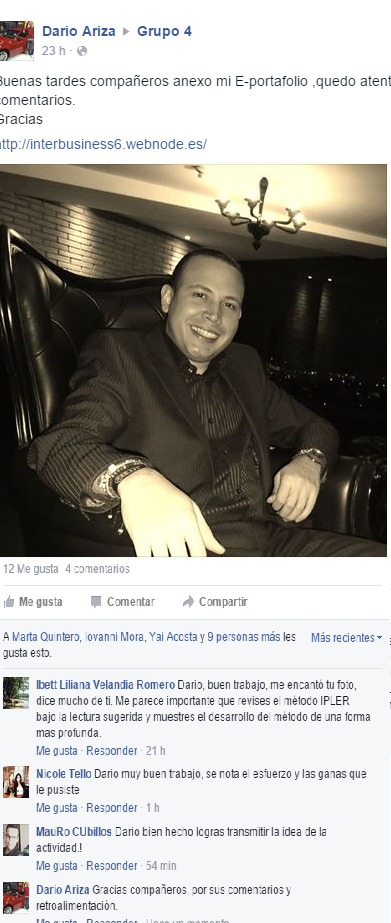 Dario Ariza ▶ Grupo 4
23 h ·
Buenas tardes compañeros anexo mi E-portafolio ,quedo atent
comentarios.
Gracias
http://interbusiness6.webnode.es/
12 Me gusta 4 comentarios
Me gusta Comentar Compartir
A Marta Quintero, Iovanni Mora, Yai Acosta y 9 personas más les
gusta esto.
Más recientes
Ibett Liliana Velandia Romero Dario, buen trabajo, me encantò tu foto,
dice mucho de ti. Me parece importante que revises el mètodo IPLER
bajo la lectura sugerida y muestres el desarrollo del mètodo de una forma
mas profunda.
Me gusta · Responder · 21 h
Nicole Tello Dario muy buen trabajo, se nota el esfuerzo y las ganas que
le pusiste
Me gusta · Responder · 1 h
MauRo CUbillos Dario bien hecho logras transmitir la idea de la
actividad.!
Me gusta · Responder · 54 min
Dario Ariza Gracias compañeros, por sus comentarios y
retroalimentaciòn.
Me gusta · Responder · Hace un momento